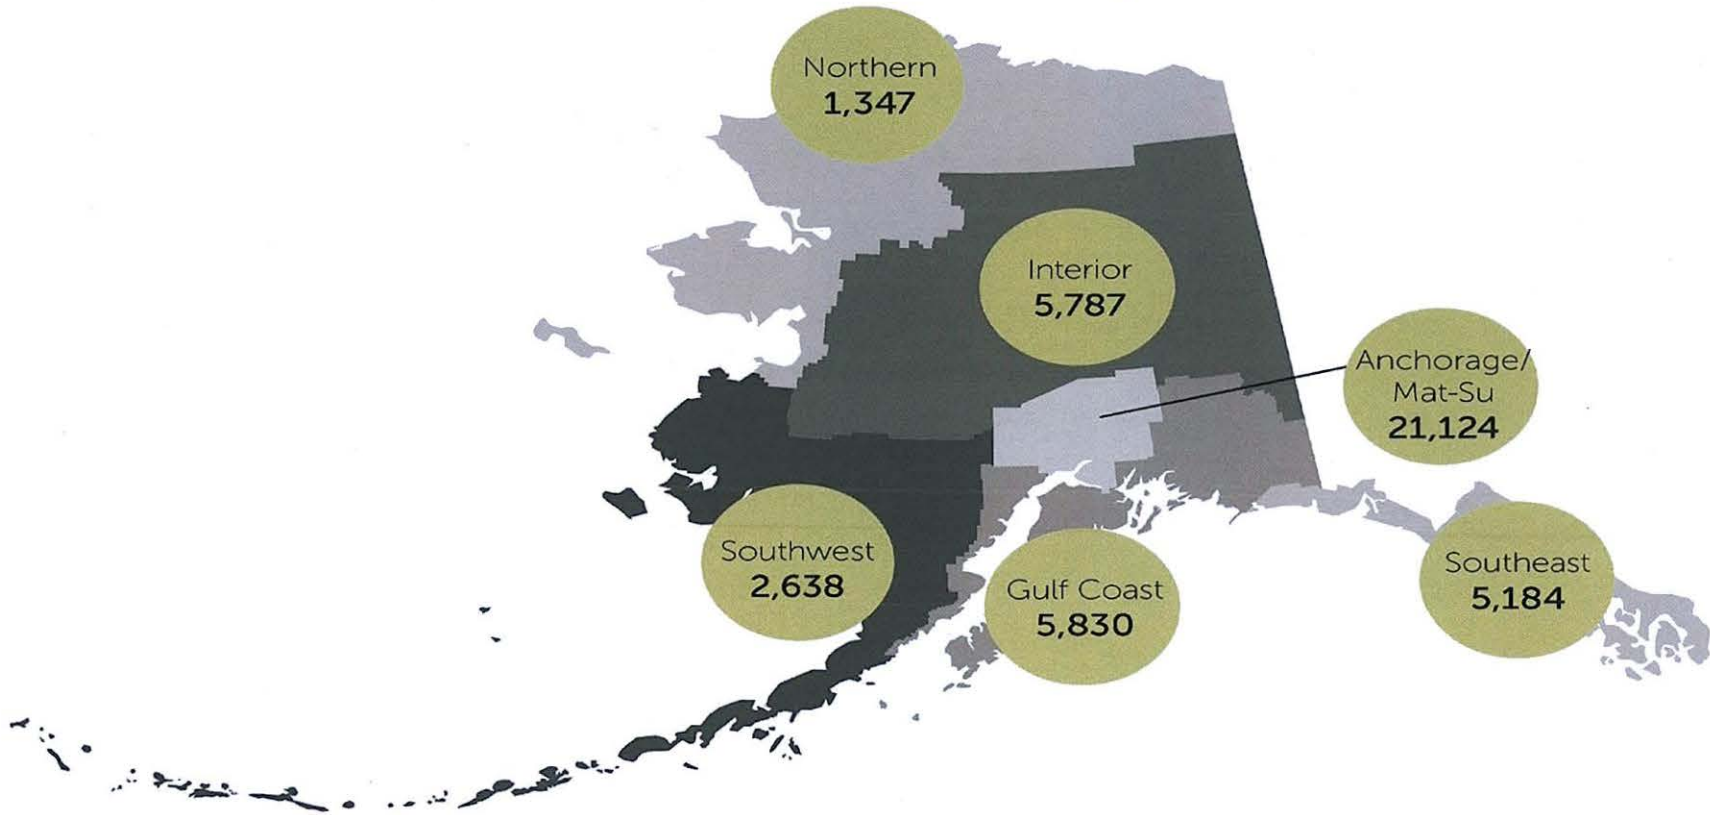 Northern
1,347
Interior
5,787
Anchorage/
Mat-Su
21,124
Southwest
2,638
Gulf Coast
5,830
Southeast
5,184